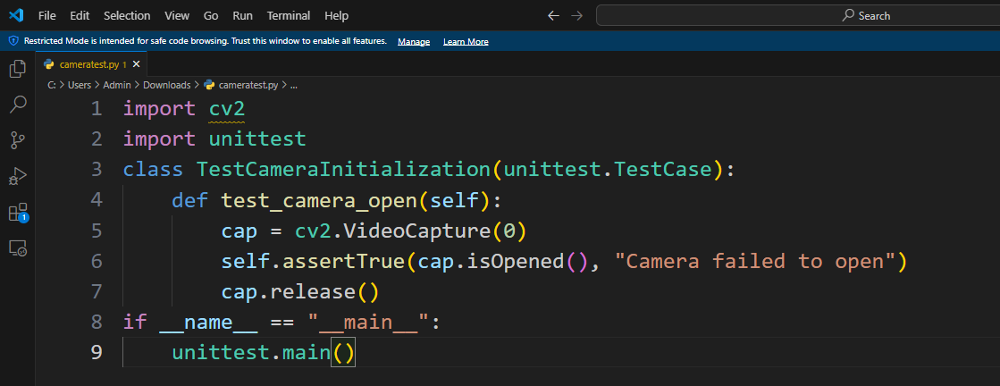 File Edit Selection View Go Run Terminal Help Search
Restricted Mode is intended for safe code browsing. Trust this window to enable all features. Manage Learn More
cameratest.py 1
C: > Users > Admin > Downloads > cameratest.py > ...
1 import cv2
2 import unittest
3 class TestCameraInitialization(unittest.TestCase):
4     def test_camera_open(self):
5         cap = cv2.VideoCapture(0)
6         self.assertTrue(cap.isOpened(), "Camera failed to open")
7         cap.release()
8 if __name__ == "__main__":
9     unittest.main()
1